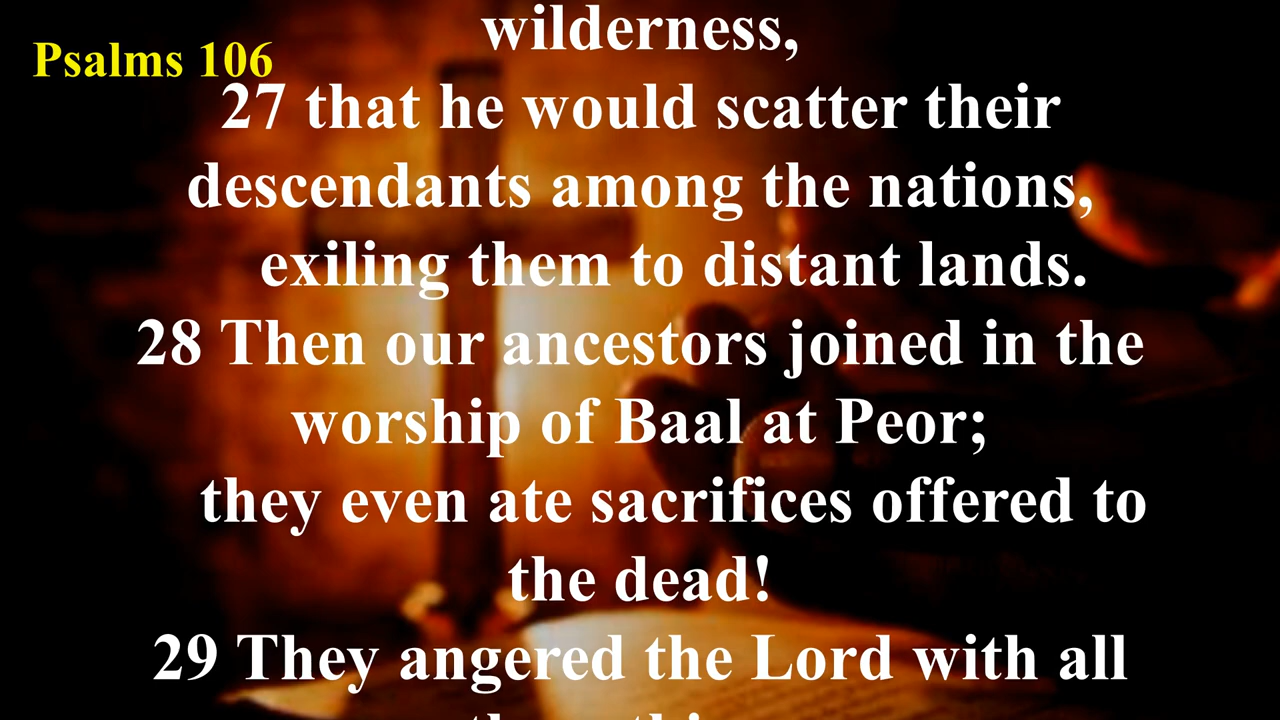 Psalms 106
wilderness,
27 that he would scatter their
descendants among the nations,
exiling them to distant lands.
28 Then our ancestors joined in the
worship of Baal at Peor;
they even ate sacrifices offered to
the dead!
29 They angered the Lord with all